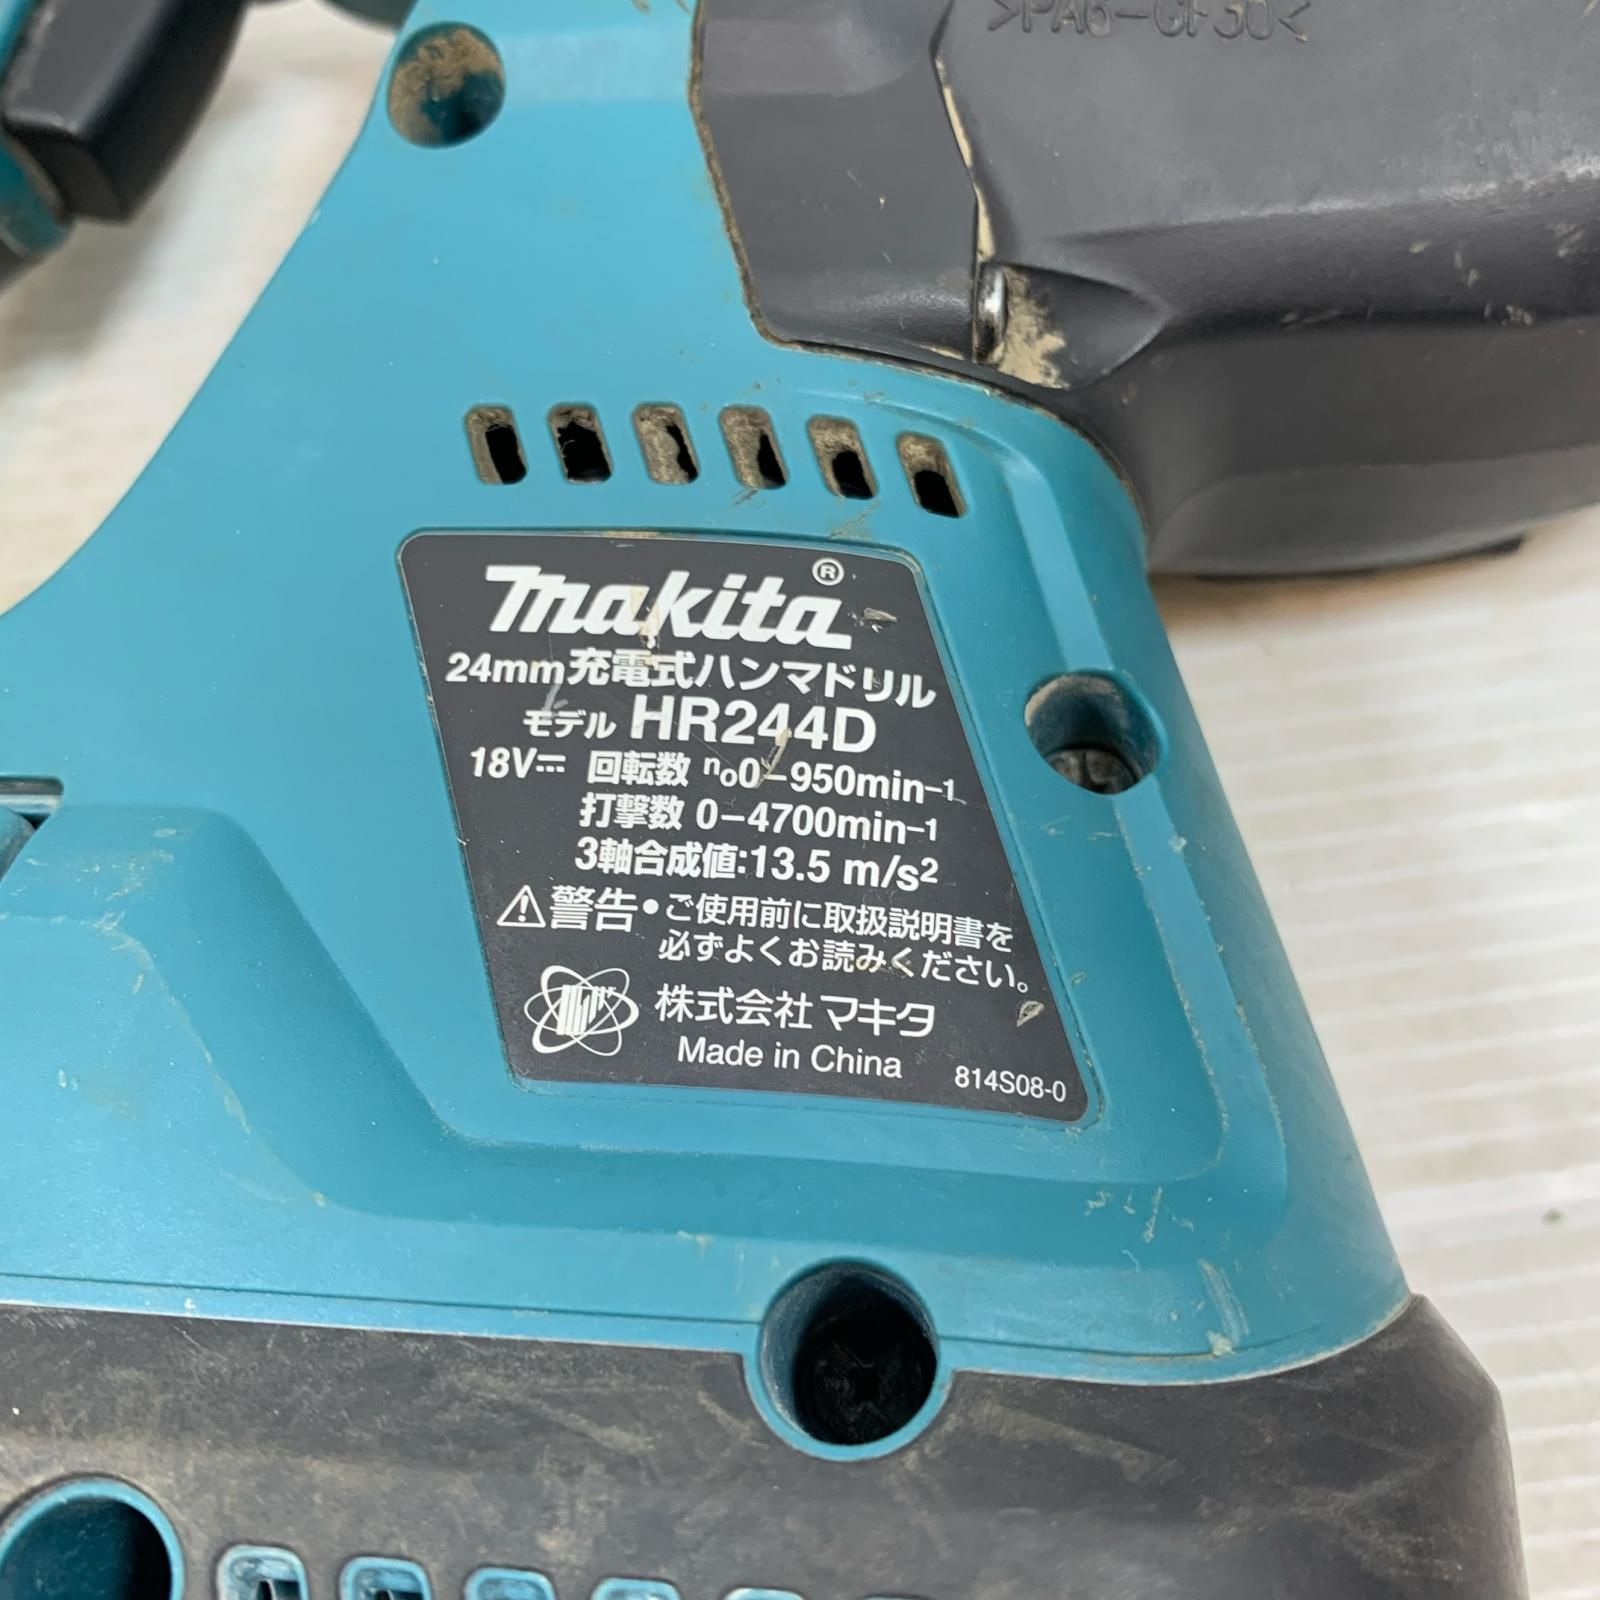 >PA6-GF30<
makita®
24mm充電式ハンマドリル
モデル HR244D
18V⎓ 回転数 n₀0-950min-1
打撃数 0-4700min-1
3軸合成値:13.5 m/s2
⚠警告•ご使用前に取扱説明書を
必ずよくお読みください。
株式会社 マキタ
Made in China
814S08-0